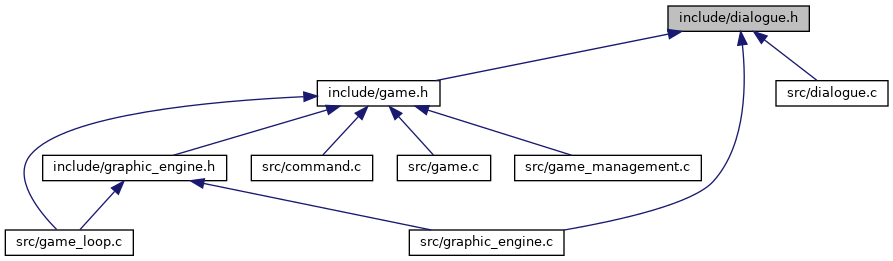 include/dialogue.h
include/game.h
src/dialogue.c
include/graphic_engine.h
src/command.c
src/game.c
src/game_management.c
src/game_loop.c
src/graphic_engine.c